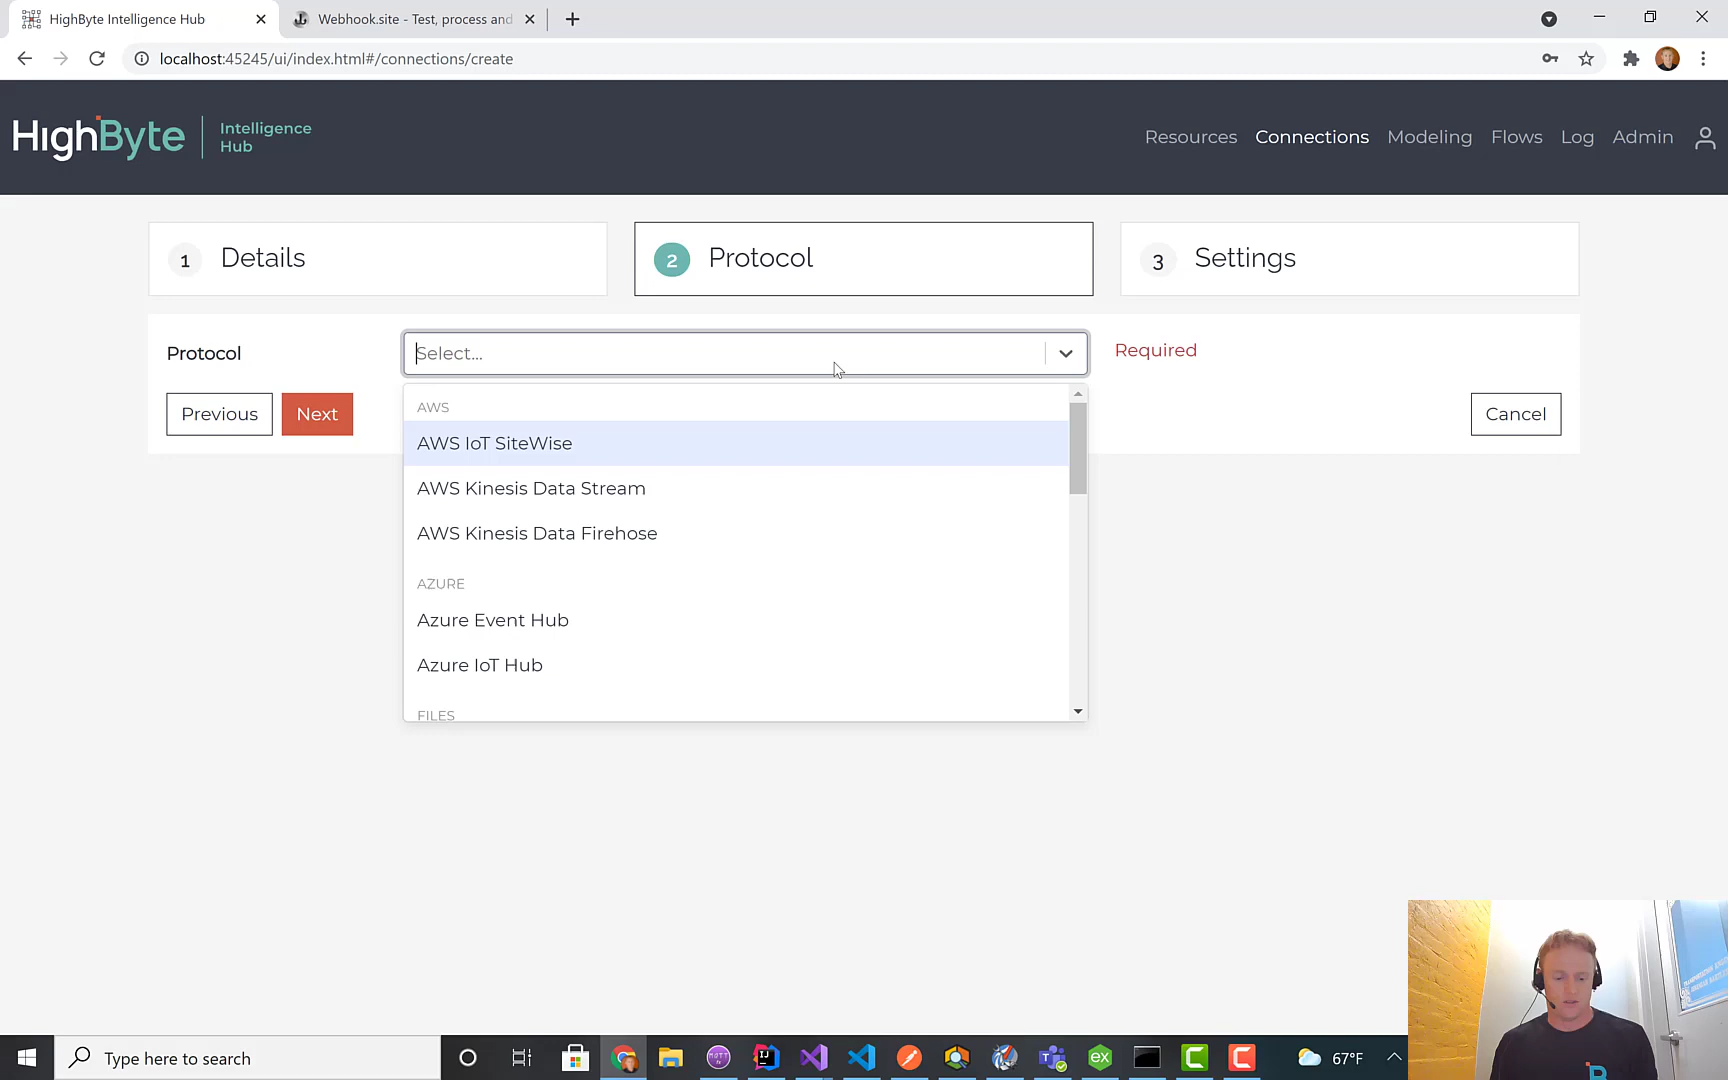 HighByte Intelligence Hub
Webhook.site - Test, process and
localhost:45245/ui/index.html#/connections/create
HighByte
Intelligence
Hub
Resources
Connections
Modeling
Flows
Log
Admin
1
Details
2
Protocol
3
Settings
Protocol
Select...
Required
Previous
Next
Cancel
AWS
AWS IoT SiteWise
AWS Kinesis Data Stream
AWS Kinesis Data Firehose
AZURE
Azure Event Hub
Azure IoT Hub
FILES
Type here to search
67°F